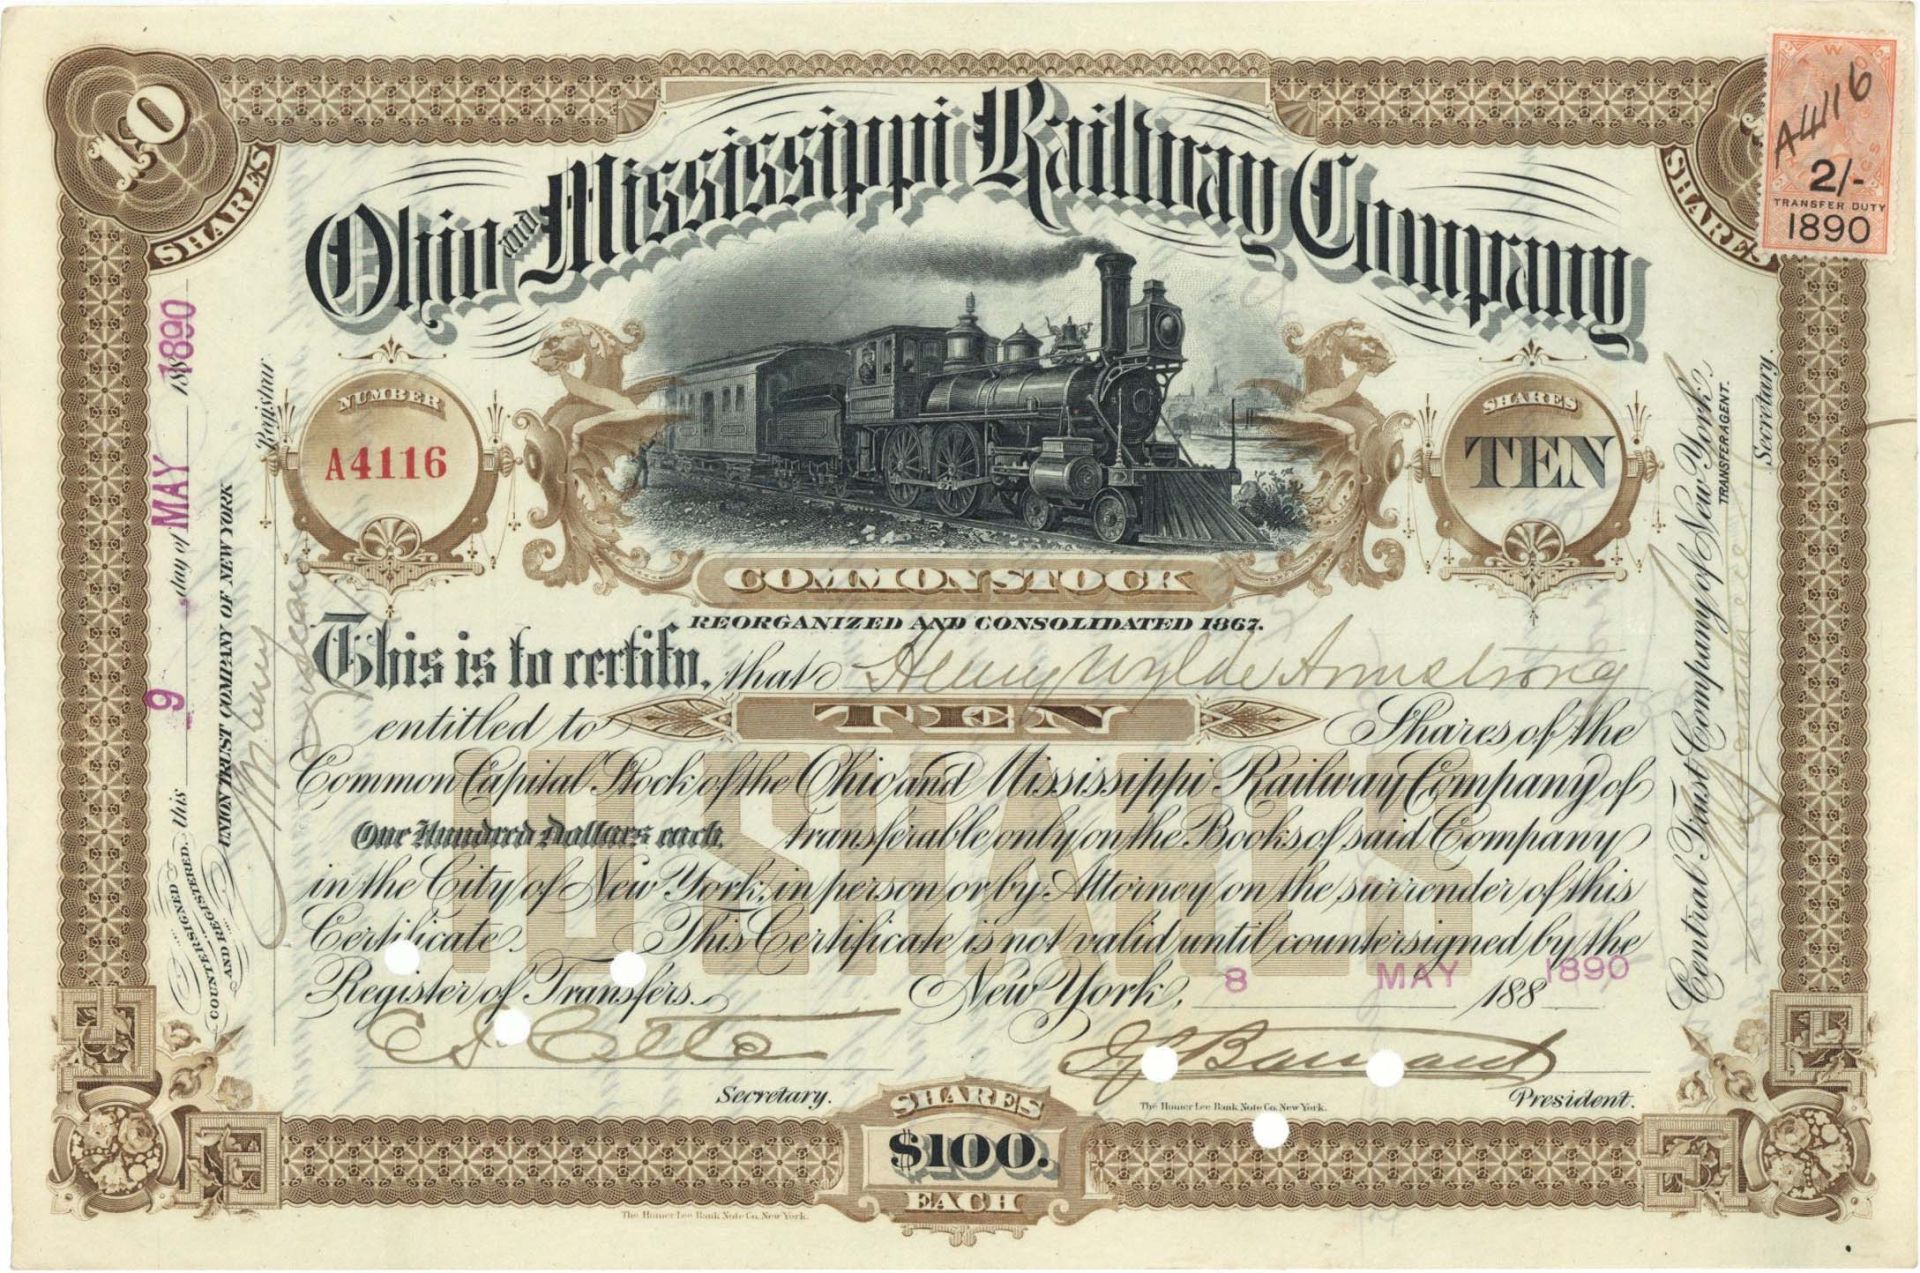 10
SHARES
SHARES
A4116
2/-
TRANSFER DUTY
1890
Ohio AND Mississippi Railway Company
NUMBER
A4116
SHARES
TEN
COMMON STOCK
REORGANIZED AND CONSOLIDATED 1867.
This is to certify, that Henry Wylde Armstrong
entitled to TEN Shares of the
Common Capital Stock of the Ohio and Mississippi Railway Company of
One Hundred Dollars each, transferable only on the Books of said Company
in the City of New York, in person or by Attorney on the surrender of this
Certificate. This Certificate is not valid until countersigned by the
Register of Transfers. New York, 8 MAY 188 1890
10 SHARES
Secretary.
President.
The Homer Lee Bank Note Co. New York.
SHARES
$100.
EACH
The Homer Lee Bank Note Co. New York.
COUNTERSIGNED AND REGISTERED. this 9 day of MAY 188 1890
UNION TRUST COMPANY OF NEW YORK
Registrar
Central Trust Company of New York
TRANSFER AGENT.
Secretary.